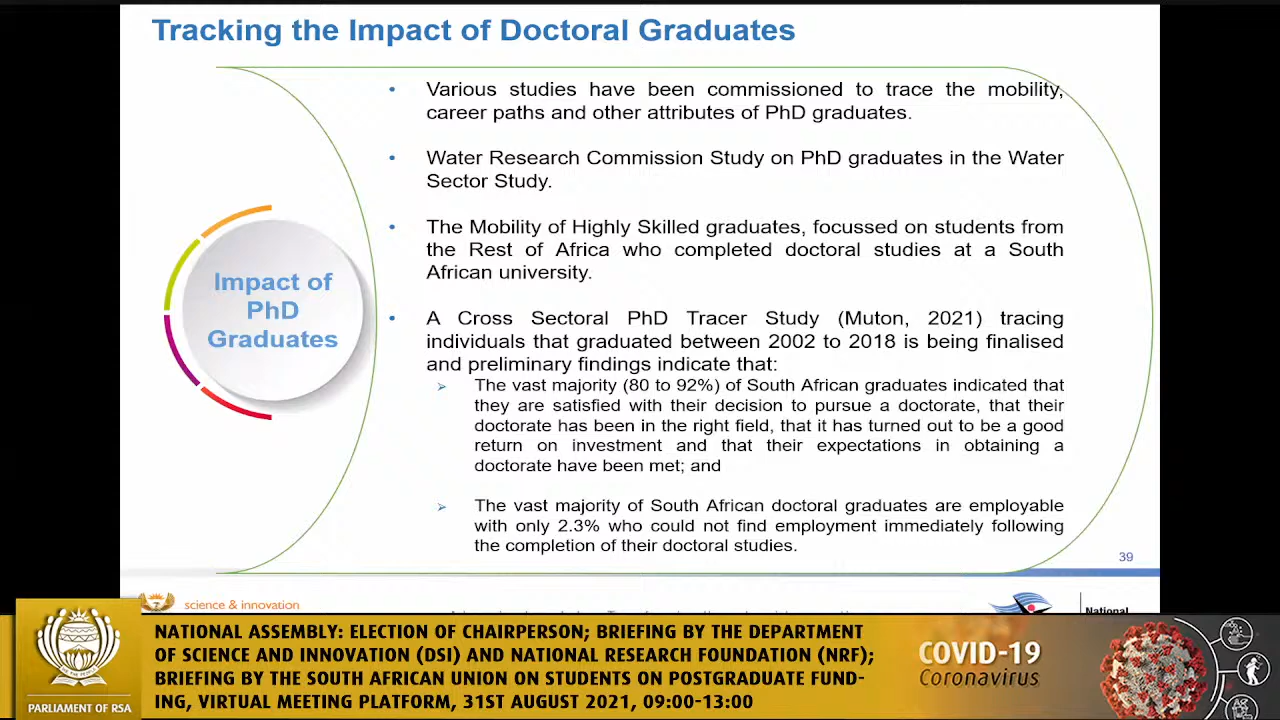 Tracking the Impact of Doctoral Graduates
Impact of
PhD
Graduates
• Various studies have been commissioned to trace the mobility,
career paths and other attributes of PhD graduates.
• Water Research Commission Study on PhD graduates in the Water
Sector Study.
• The Mobility of Highly Skilled graduates, focussed on students from
the Rest of Africa who completed doctoral studies at a South
African university.
• A Cross Sectoral PhD Tracer Study (Muton, 2021) tracing
individuals that graduated between 2002 to 2018 is being finalised
and preliminary findings indicate that:
➢ The vast majority (80 to 92%) of South African graduates indicated that
they are satisfied with their decision to pursue a doctorate, that their
doctorate has been in the right field, that it has turned out to be a good
return on investment and that their expectations in obtaining a
doctorate have been met; and
➢ The vast majority of South African doctoral graduates are employable
with only 2.3% who could not find employment immediately following
the completion of their doctoral studies.
39
science & innovation
National
NATIONAL ASSEMBLY: ELECTION OF CHAIRPERSON; BRIEFING BY THE DEPARTMENT
OF SCIENCE AND INNOVATION (DSI) AND NATIONAL RESEARCH FOUNDATION (NRF);
BRIEFING BY THE SOUTH AFRICAN UNION ON STUDENTS ON POSTGRADUATE FUND-
ING, VIRTUAL MEETING PLATFORM, 31ST AUGUST 2021, 09:00-13:00
PARLIAMENT OF RSA
COVID-19
Coronavirus